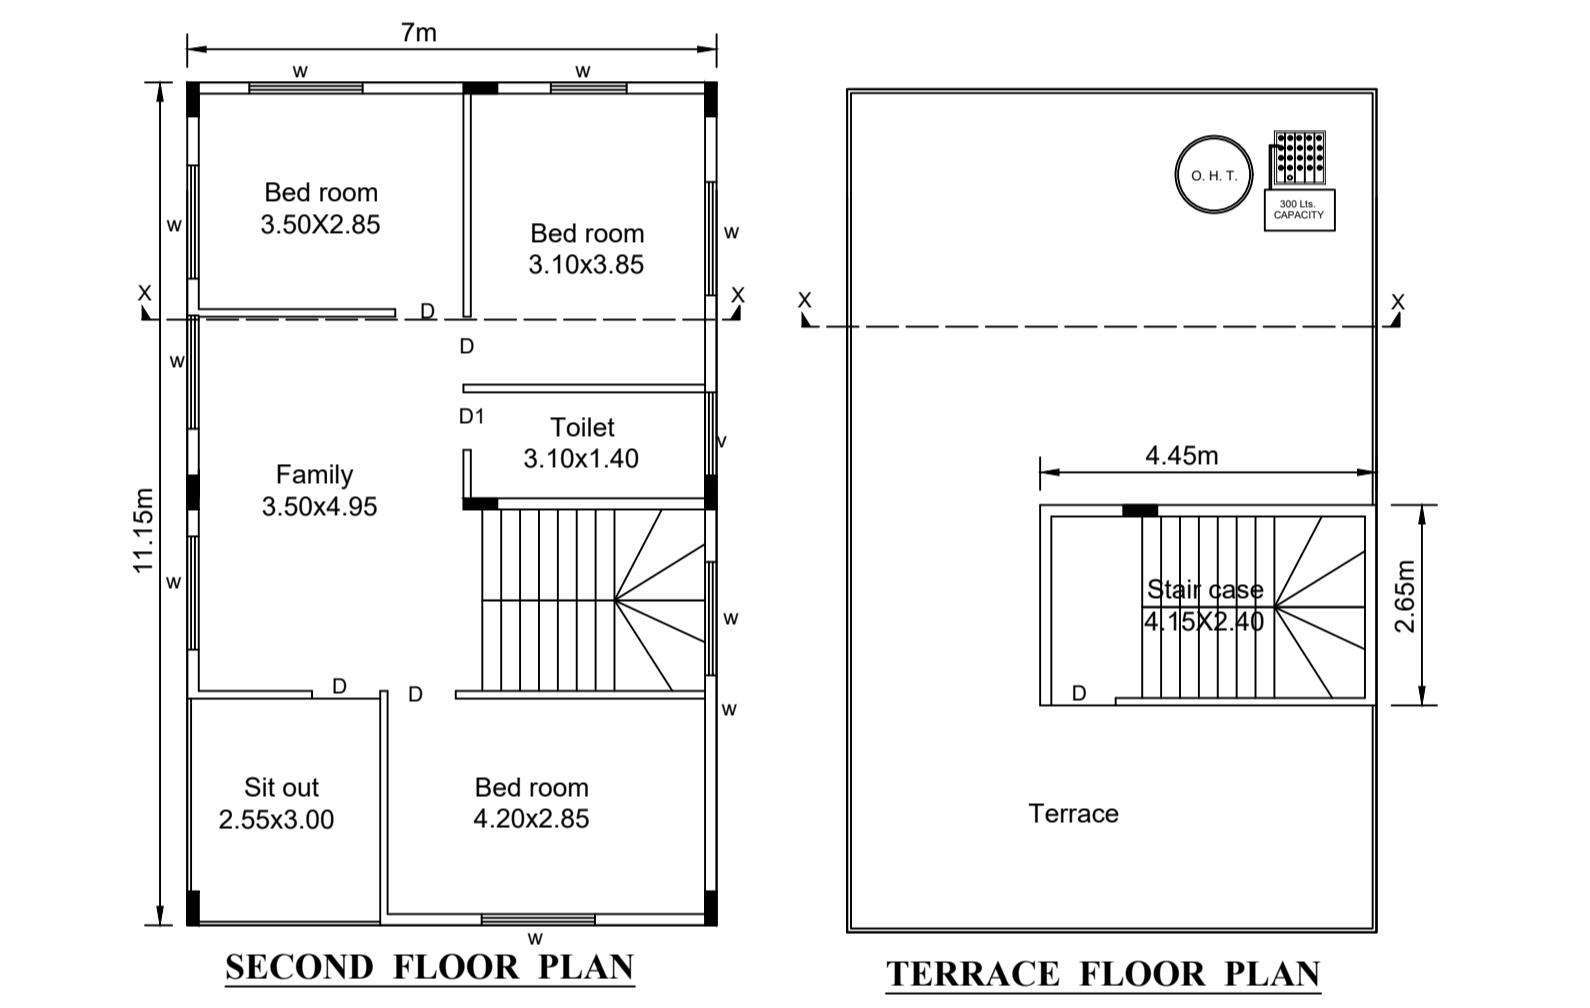 7m
w
w
Bed room
3.50X2.85
Bed room
3.10x3.85
w
w
X
X
D
w
D
D1
Toilet
3.10x1.40
v
Family
3.50x4.95
11.15m
w
w
D
D
w
Sit out
2.55x3.00
Bed room
4.20x2.85
w
SECOND FLOOR PLAN
O. H. T.
300 Lts.
CAPACITY
X
X
4.45m
Stair case
4.15X2.40
2.65m
D
Terrace
TERRACE FLOOR PLAN